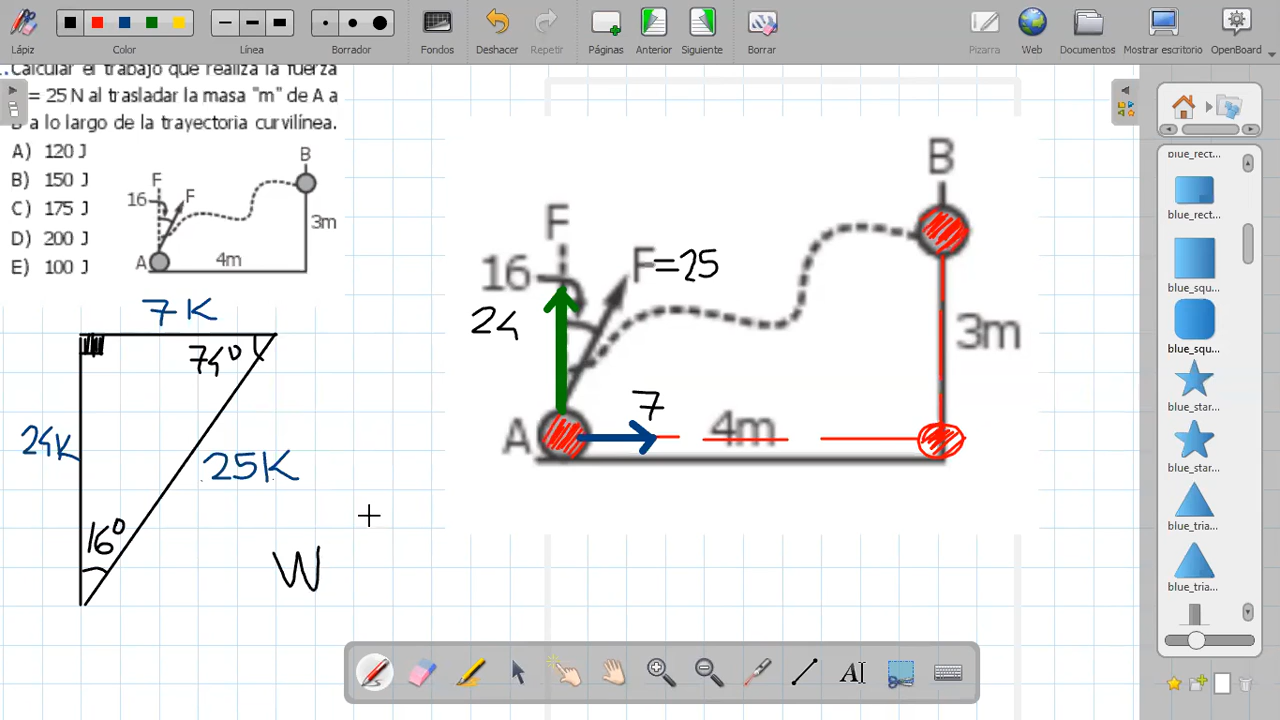 Lápiz
Color
Línea
Borrador
Fondos
Deshacer
Repetir
Páginas
Anterior
Siguiente
Borrar
Pizarra
Web
Documentos
Mostrar escritorio
OpenBoard
.Calcular el trabajo que realiza la fuerza
= 25 N al trasladar la masa "m" de A a
B a lo largo de la trayectoria curvilínea.
A) 120 J
B) 150 J
C) 175 J
D) 200 J
E) 100 J
B
F
16
F
3m
A
4m
7K
74°
24K
25K
16°
W
B
F
16
F=25
24
3m
7
A
4m
blue_rect...
blue_rect...
blue_squ...
blue_squ...
blue_star...
blue_star...
blue_tria...
blue_tria...